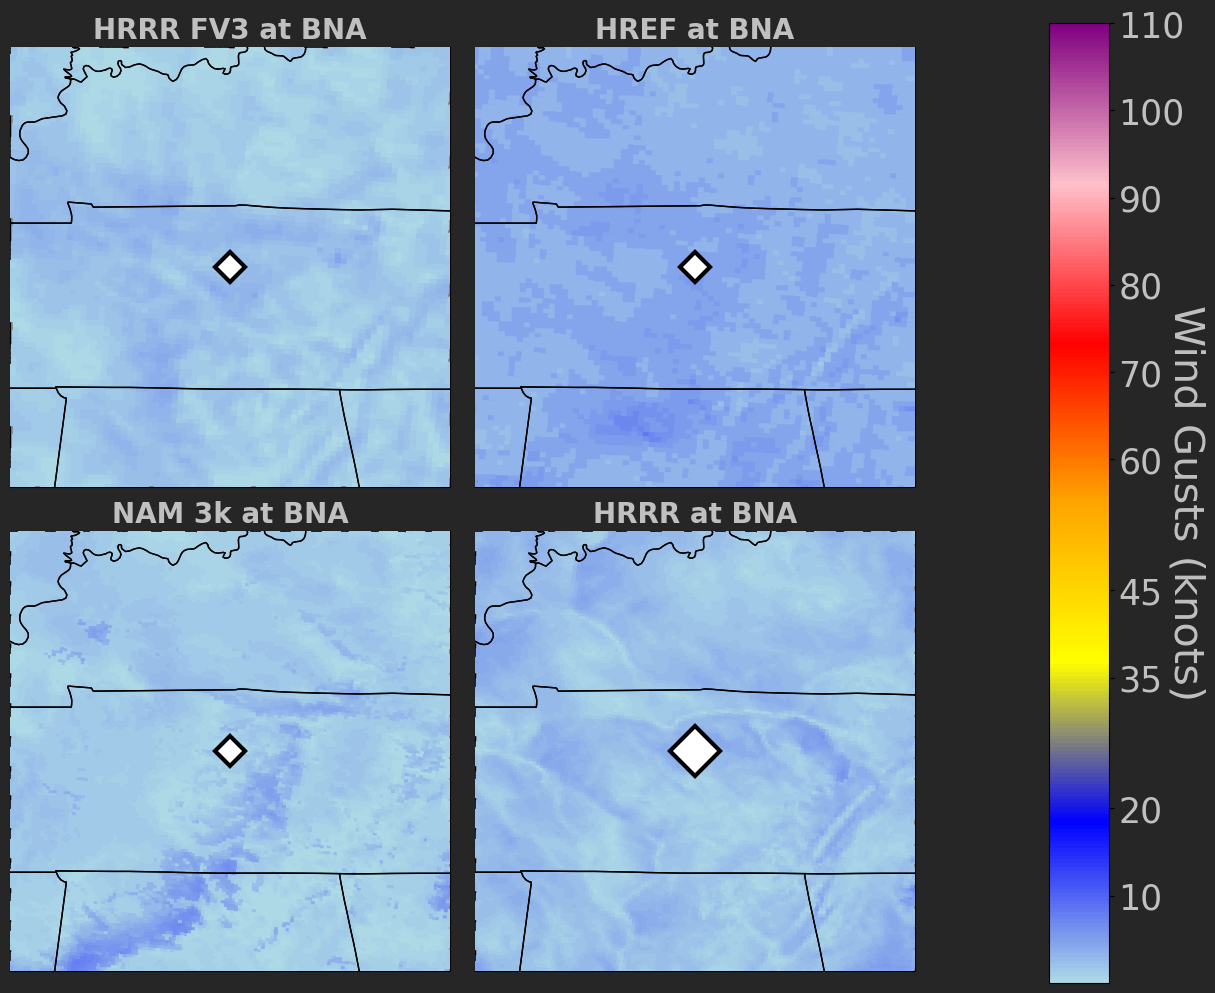 HRRR FV3 at BNA
HREF at BNA
NAM 3k at BNA
HRRR at BNA
110
100
90
80
70
60
45
35
20
10
Wind Gusts (knots)